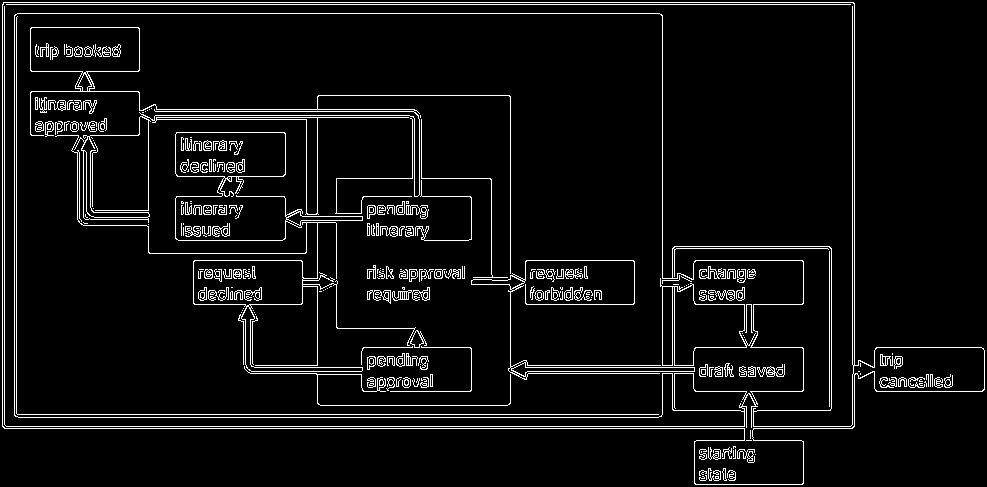 trip booked
itinerary
approved
itinerary
declined
itinerary
issued
pending
itinerary
request
declined
risk approval
required
request
forbidden
change
saved
pending
approval
draft saved
trip
cancelled
starting
state